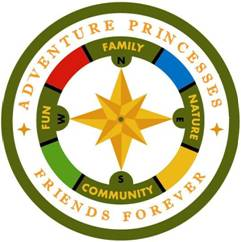 ADVENTURE PRINCESSES
FAMILY
N
FUN
W
E
NATURE
S
COMMUNITY
FRIENDS FOREVER